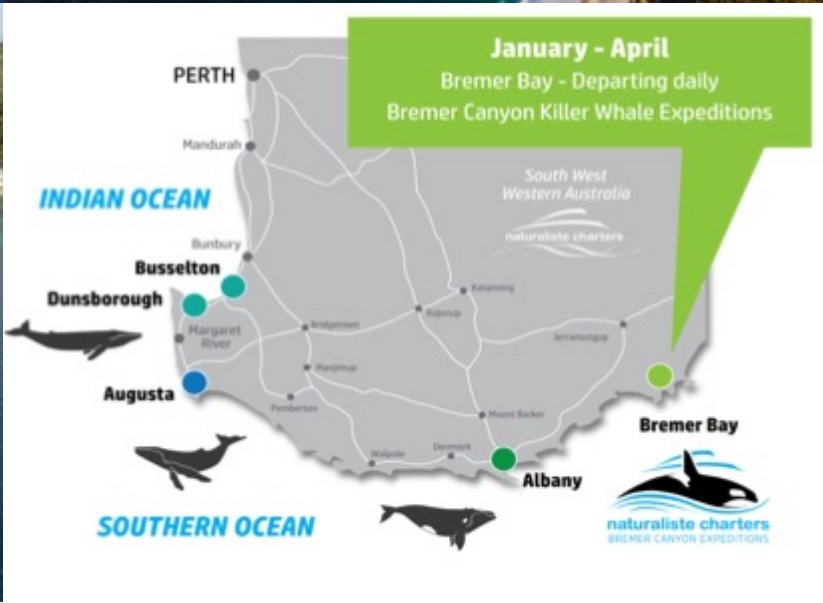 January - April
Bremer Bay - Departing daily
Bremer Canyon Killer Whale Expeditions
PERTH
Mandurah
South West
Western Australia
naturaliste charters
INDIAN OCEAN
Bunbury
Busselton
Dunsborough
Katanning
Kojonup
Margaret
River
Bridgetown
Jerramungup
Manjimup
Augusta
Pemberton
Mount Barker
Bremer Bay
Walpole
Denmark
Albany
SOUTHERN OCEAN
naturaliste charters
BREMER CANYON EXPEDITIONS